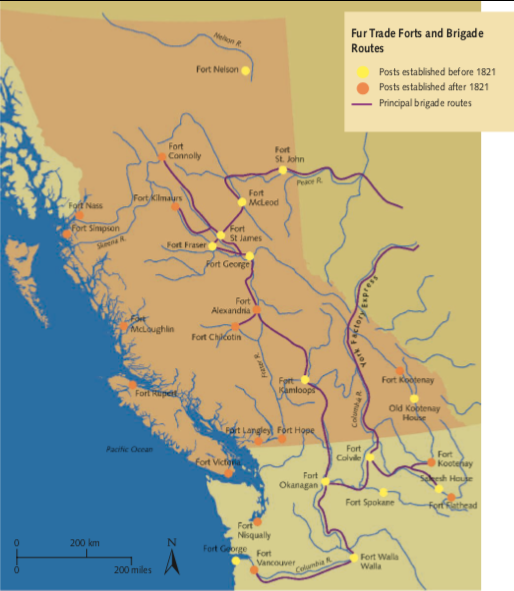 Fur Trade Forts and Brigade
Routes
Posts established before 1821
Posts established after 1821
Principal brigade routes
Nelson R.
Fort Nelson
Fort
Connolly
Fort
St. John
Peace R.
Fort Kilmaurs
Fort
McLeod
Fort Nass
Fort Simpson
Skeena R.
Fort
St James
Fort Fraser
Fort George
York Factory Express
Fort
Alexandria
Fort
McLoughlin
Fort Chilcotin
Fraser R.
Fort
Kamloops
Fort Kootenay
Fort Rupert
Columbia R.
Old Kootenay
House
Fort Langley
Fort Hope
Pacific Ocean
Fort Victoria
Fort
Colvile
Fort
Kootenay
Fort
Okanagan
Saleesh House
Fort Spokane
Fort Flathead
Fort
Nisqually
0
200 km
N
Fort George
Fort
Vancouver
Fort Walla
Walla
Columbia R.
0
200 miles